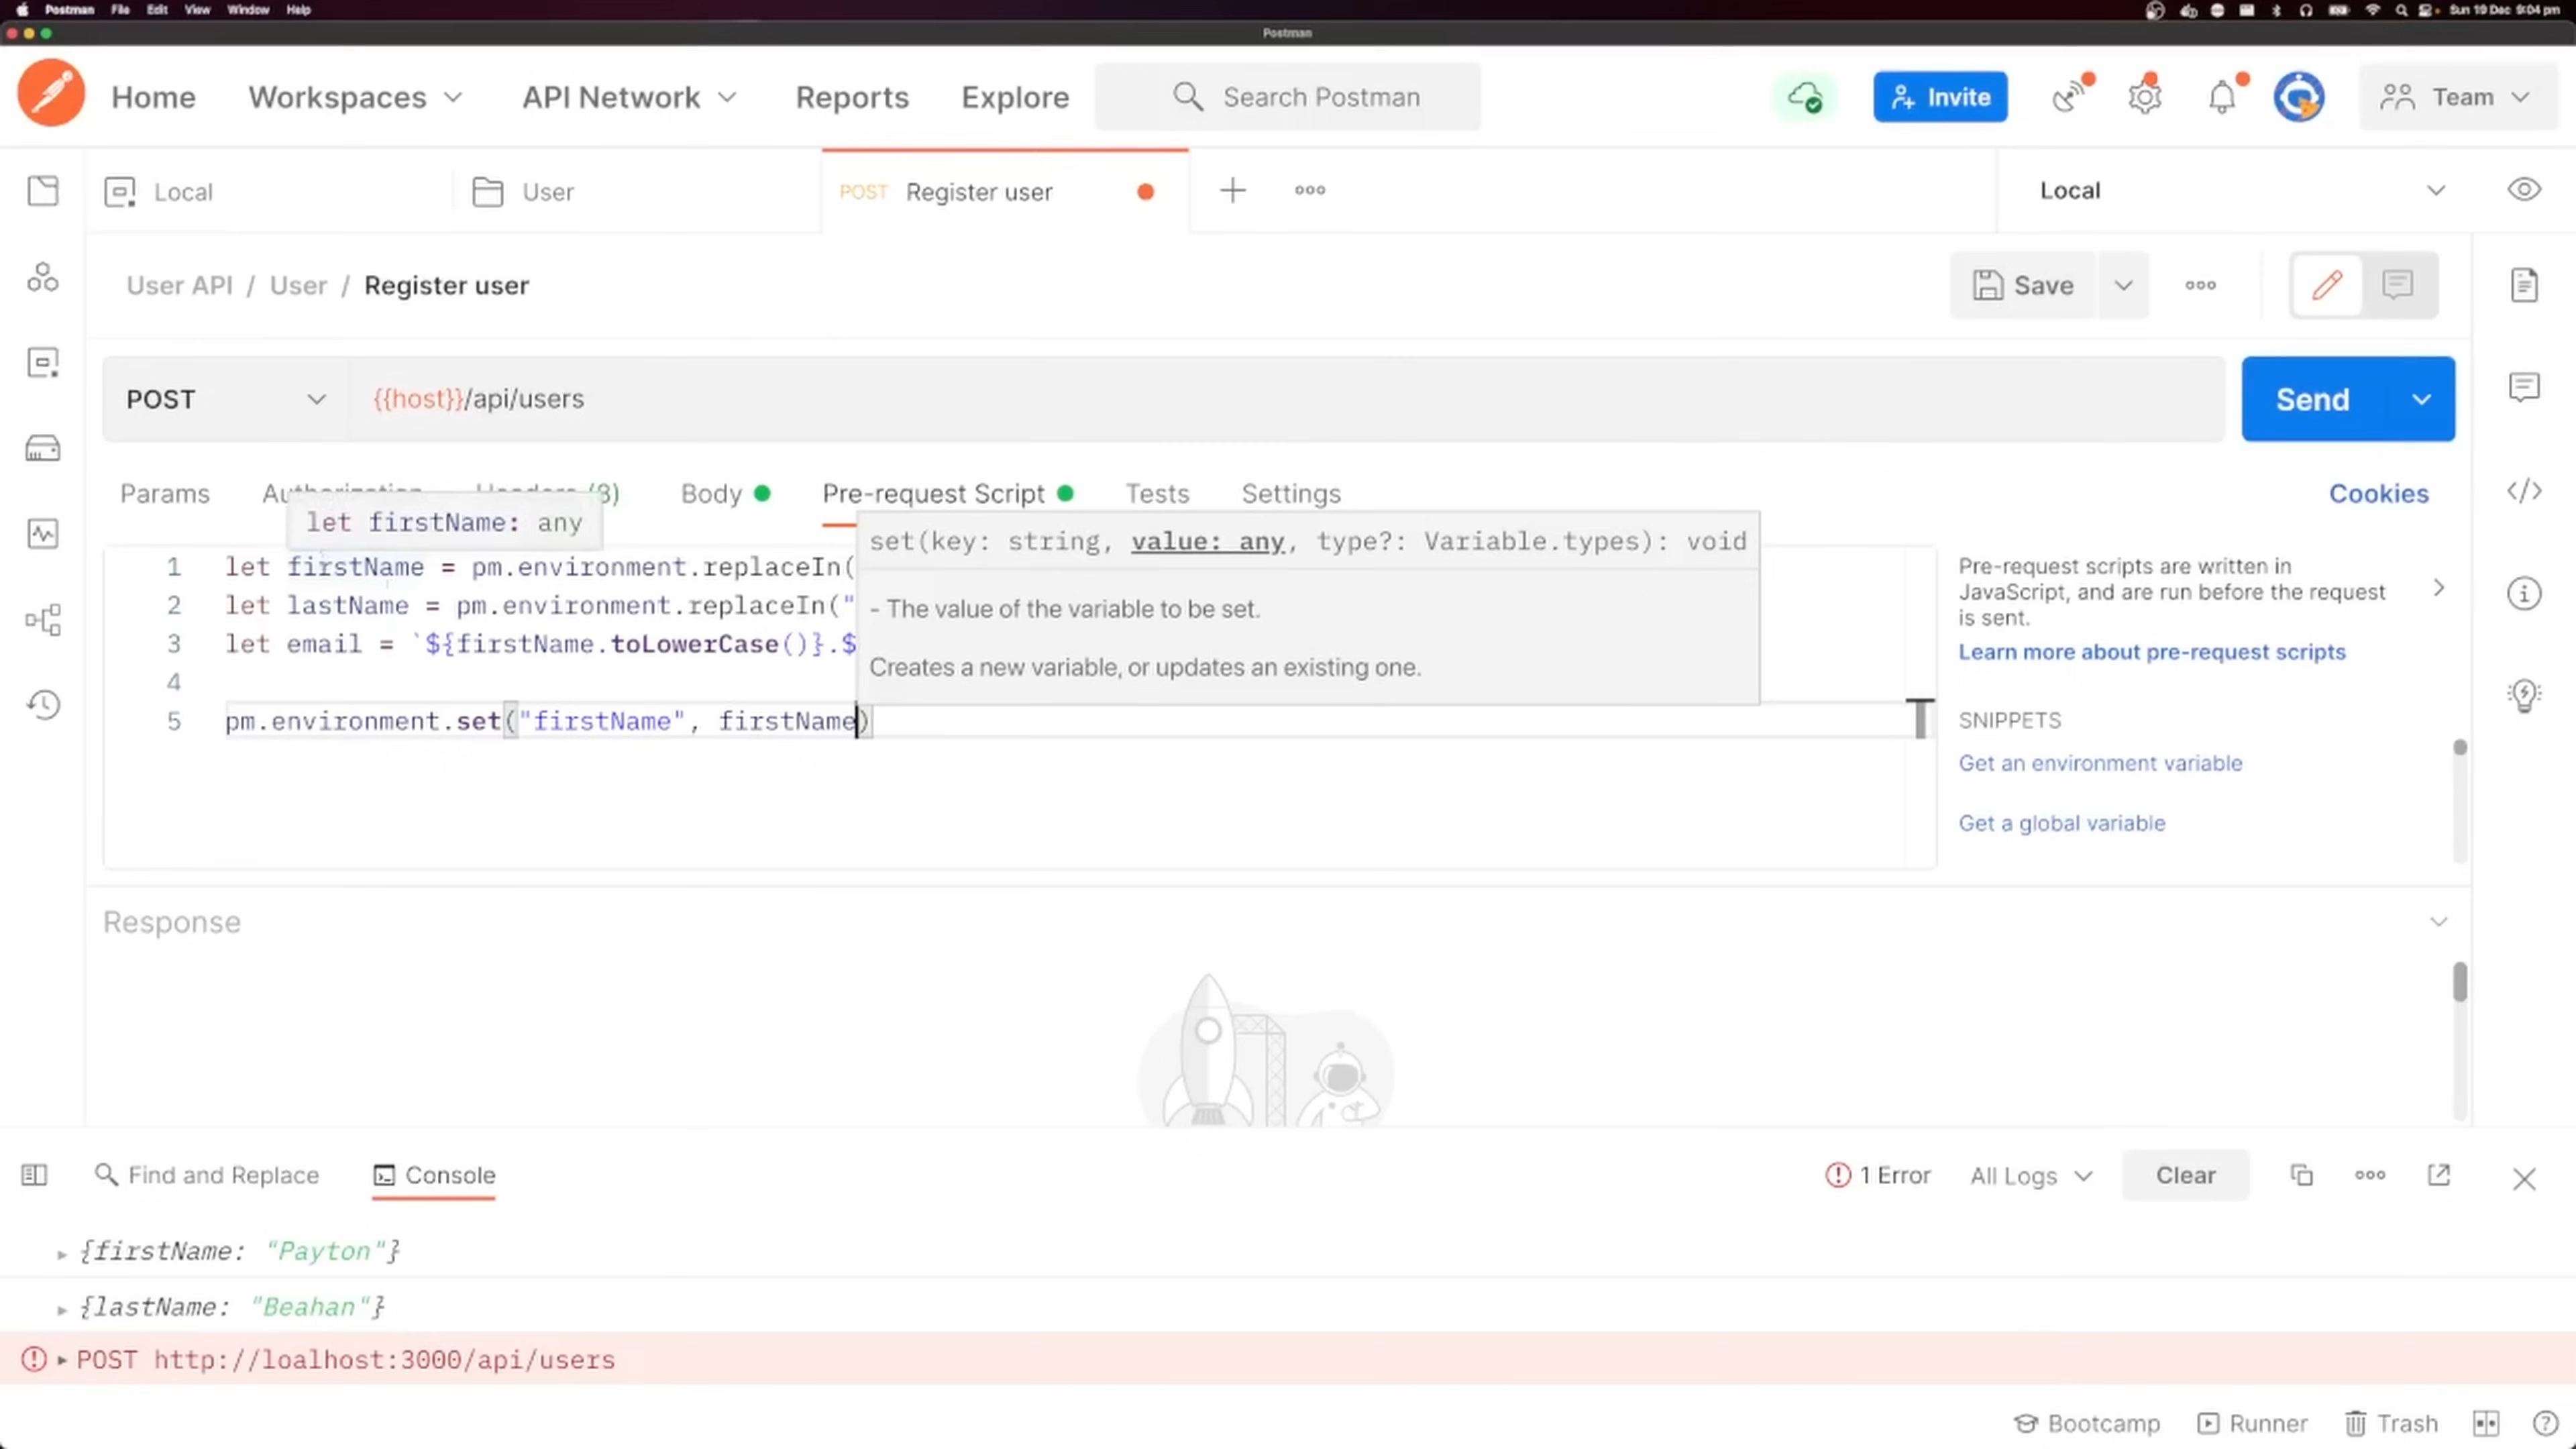 Postman File Edit View Window Help
Sun 19 Dec 9:04 pm
Postman
Home Workspaces API Network Reports Explore Search Postman Invite Team
Local User POST Register user Local
User API / User / Register user Save
POST {{host}}/api/users Send
Params Body Pre-request Script Tests Settings Cookies
let firstName: any
set(key: string, value: any, type?: Variable.types): void
- The value of the variable to be set.
Creates a new variable, or updates an existing one.
1 let firstName = pm.environment.replaceIn(
2 let lastName = pm.environment.replaceIn("
3 let email = `${firstName.toLowerCase()}.$
4
5 pm.environment.set("firstName", firstName)
Pre-request scripts are written in
JavaScript, and are run before the request
is sent.
Learn more about pre-request scripts
SNIPPETS
Get an environment variable
Get a global variable
Response
Find and Replace Console 1 Error All Logs Clear
{firstName: "Payton"}
{lastName: "Beahan"}
POST http://loalhost:3000/api/users
Bootcamp Runner Trash